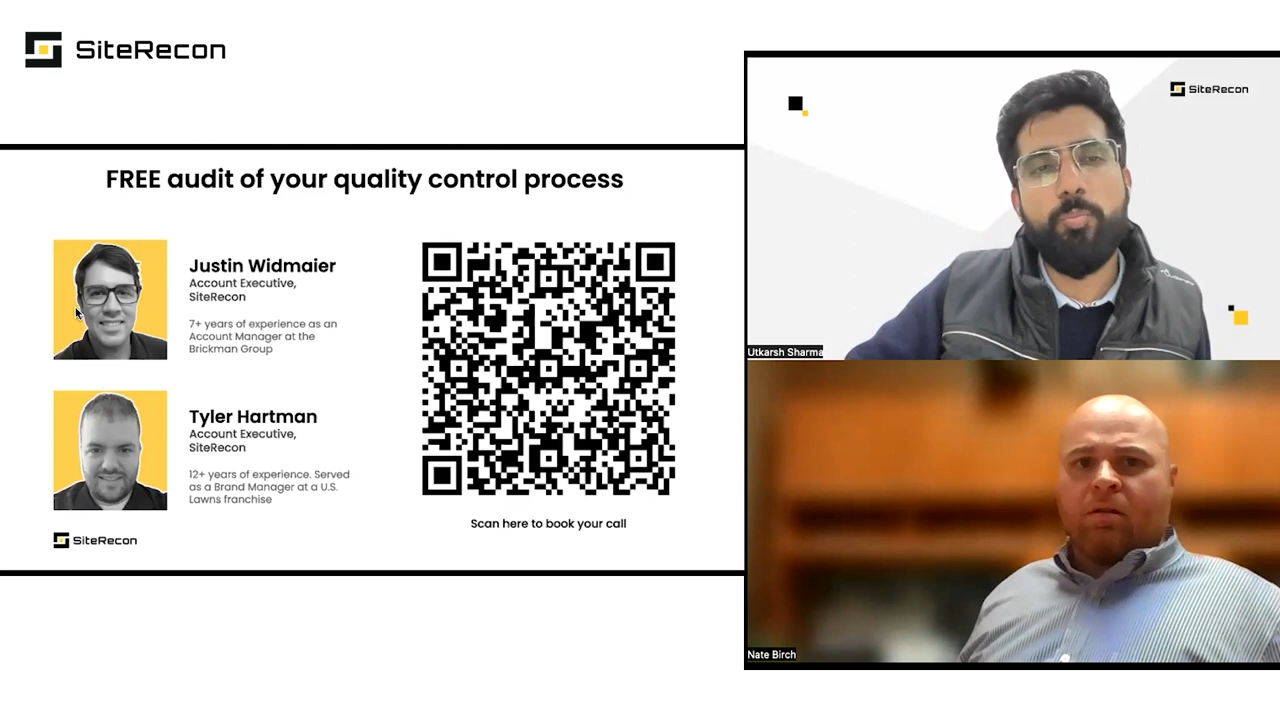 SiteRecon
FREE audit of your quality control process
Justin Widmaier
Account Executive,
SiteRecon
7+ years of experience as an
Account Manager at the
Brickman Group
Tyler Hartman
Account Executive,
SiteRecon
12+ years of experience. Served
as a Brand Manager at a U.S.
Lawns franchise
SiteRecon
Scan here to book your call
SiteRecon
Utkarsh Sharma
Nate Birch